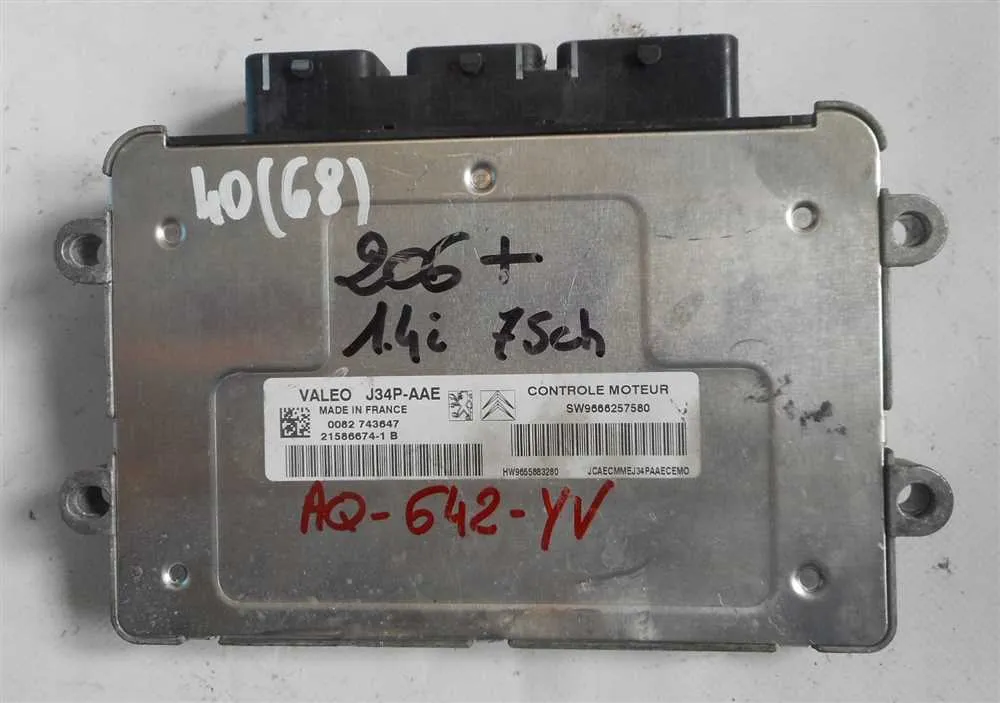 40(68)
206+
1.4i 75ch
VALEO J34P-AAE
MADE IN FRANCE
0082 743647
21586674-1 B
CONTROLE MOTEUR
SW9666257580
HW9655883280 JCAECMMEJ34PAAECEMO
AQ-642-YV